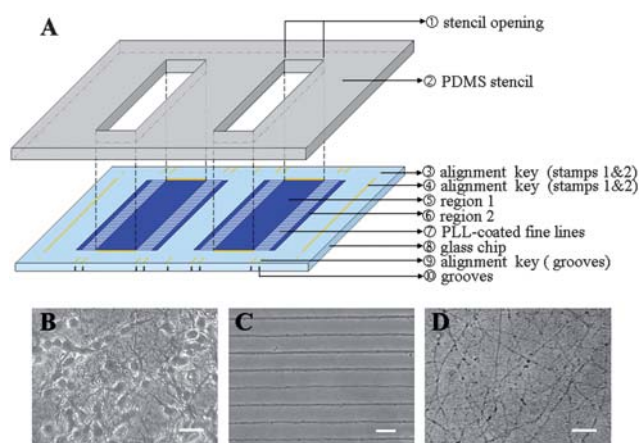 A
① stencil opening
② PDMS stencil
③ alignment key (stamps 1&2)
④ alignment key (stamps 1&2)
⑤ region 1
⑥ region 2
⑦ PLL-coated fine lines
⑧ glass chip
⑨ alignment key ( grooves)
⑩ grooves
B C D